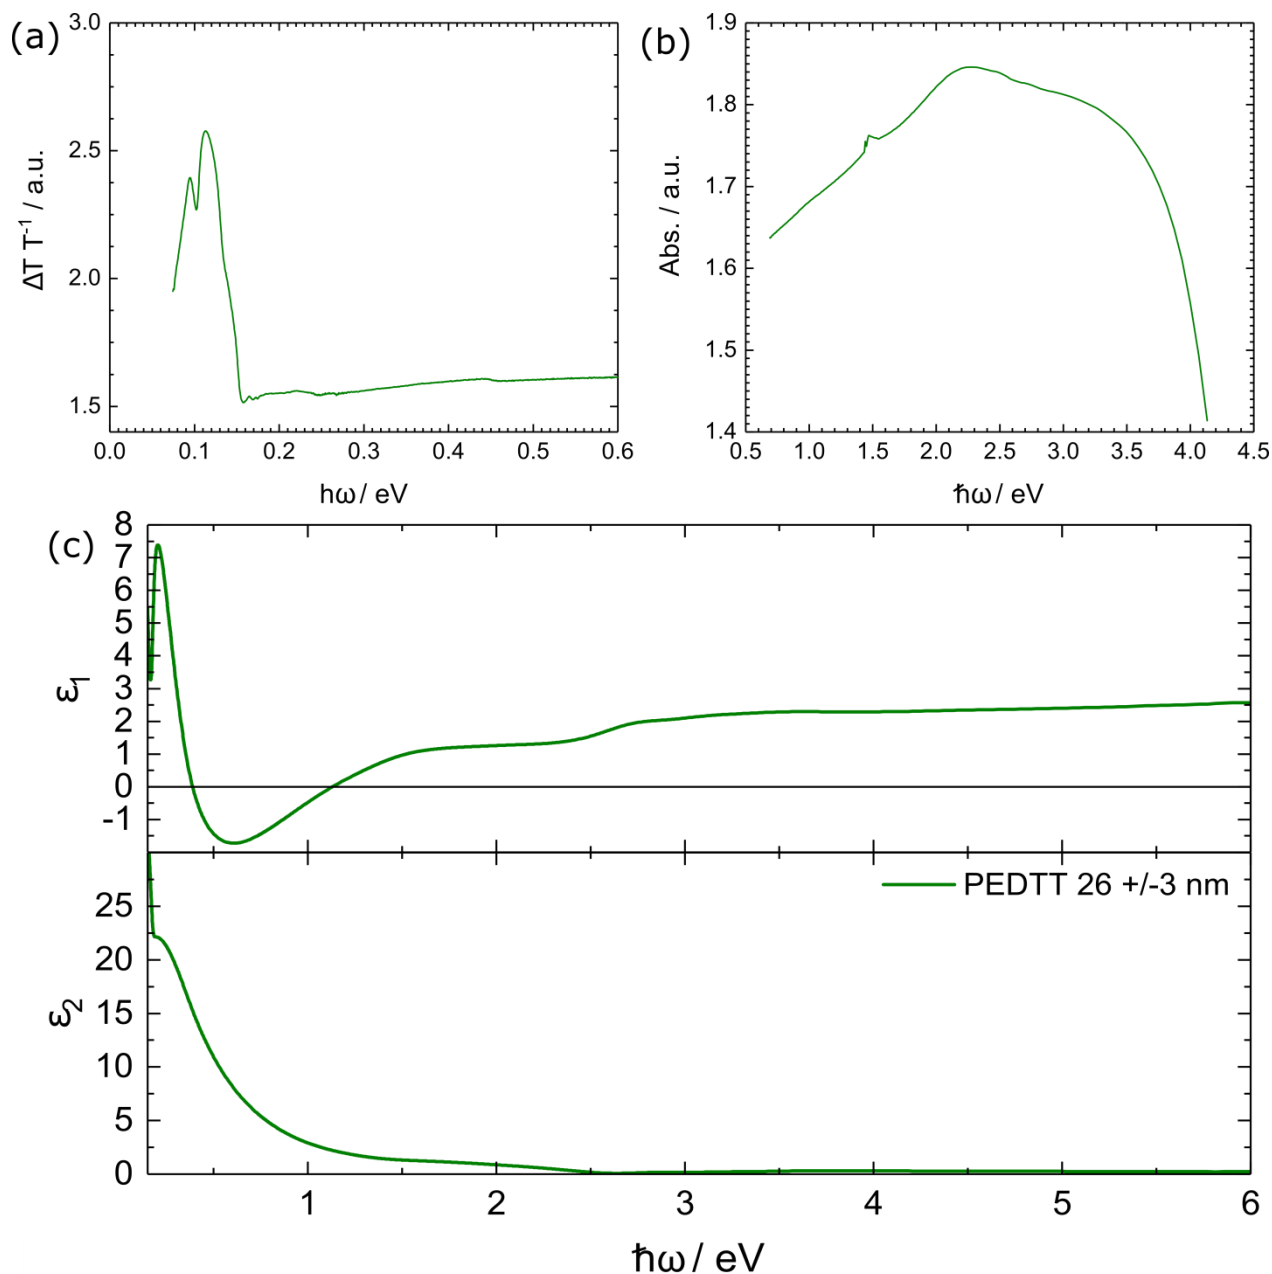 (a)
3.0
2.5
2.0
1.5
ΔT T⁻¹ / a.u.
0.0 0.1 0.2 0.3 0.4 0.5 0.6
hω / eV
(b)
1.9
1.8
1.7
1.6
1.5
1.4
Abs. / a.u.
0.5 1.0 1.5 2.0 2.5 3.0 3.5 4.0 4.5
ħω / eV
(c)
8
7
6
5
4
3
2
1
0
-1
ε₁
PEDTT 26 +/-3 nm
25
20
15
10
5
0
ε₂
1 2 3 4 5 6
ħω / eV